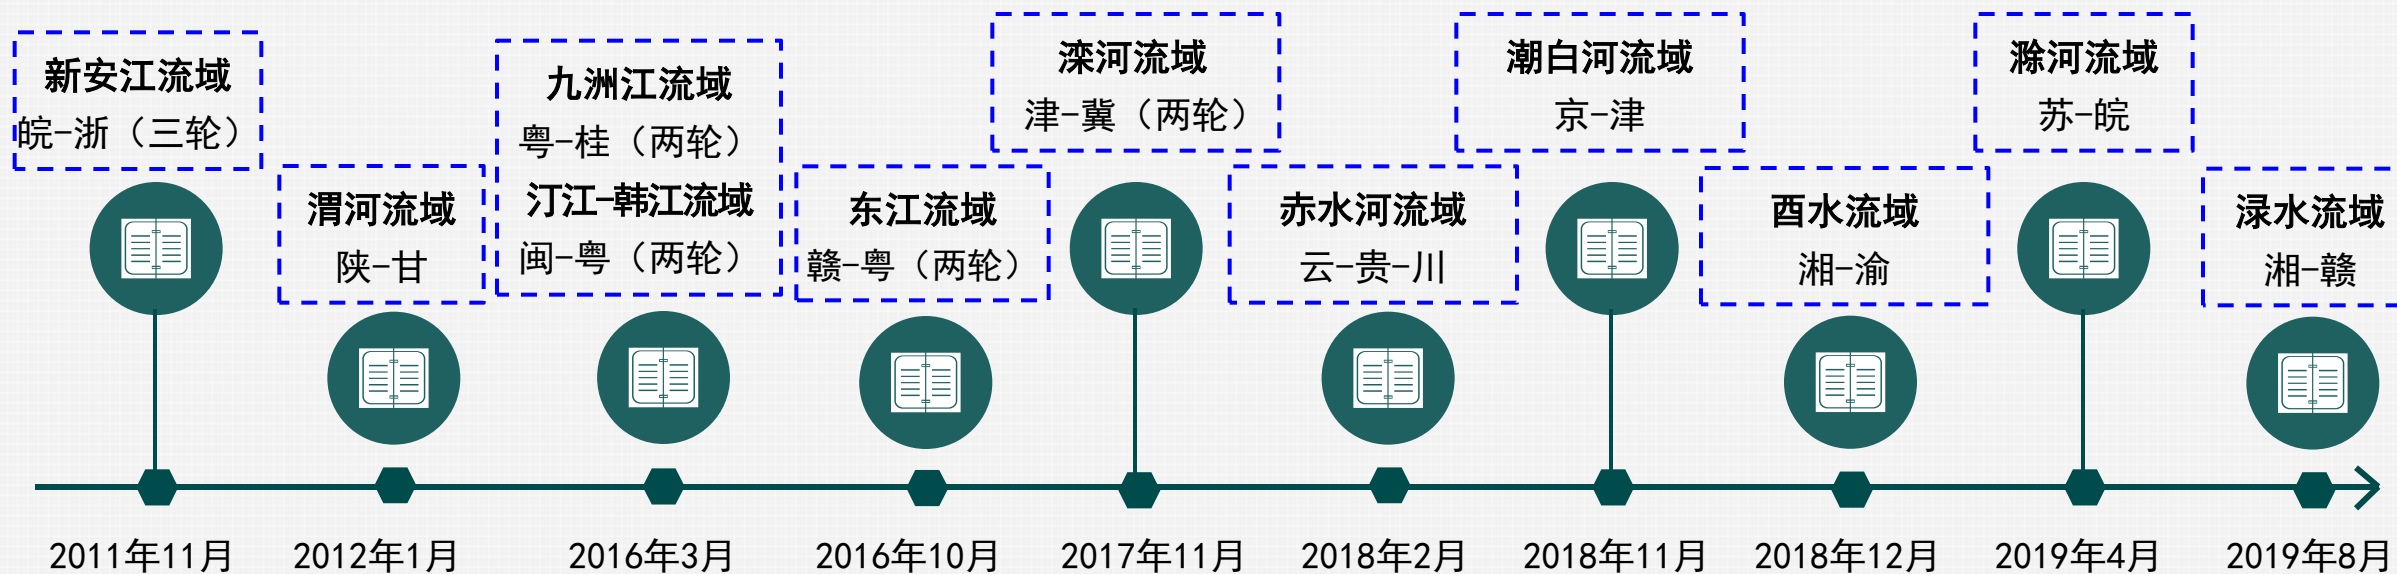 新安江流域
皖-浙（三轮）
渭河流域
陕-甘
九洲江流域
粤-桂（两轮）
汀江-韩江流域
闽-粤（两轮）
东江流域
赣-粤（两轮）
滦河流域
津-冀（两轮）
赤水河流域
云-贵-川
潮白河流域
京-津
酉水流域
湘-渝
滁河流域
苏-皖
渌水流域
湘-赣
2011年11月
2012年1月
2016年3月
2016年10月
2017年11月
2018年2月
2018年11月
2018年12月
2019年4月
2019年8月